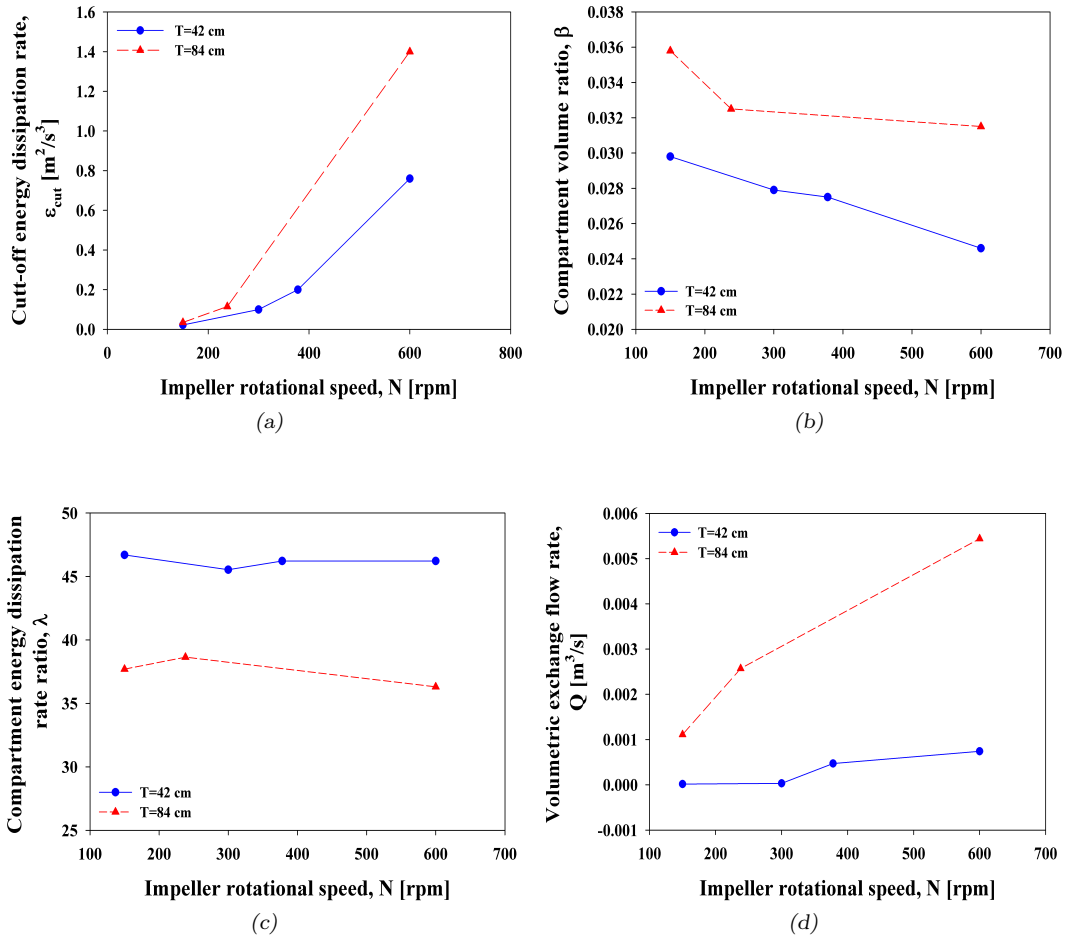 Cutt-off energy dissipation rate,
ε_cut [m²/s³]
1.6
1.4
1.2
1.0
0.8
0.6
0.4
0.2
0.0
T=42 cm
T=84 cm
0 200 400 600 800
Impeller rotational speed, N [rpm]
(a)
Compartment volume ratio, β
0.038
0.036
0.034
0.032
0.030
0.028
0.026
0.024
0.022
0.020
T=42 cm
T=84 cm
100 200 300 400 500 600 700
Impeller rotational speed, N [rpm]
(b)
Compartment energy dissipation
rate ratio, λ
50
45
40
35
30
25
T=42 cm
T=84 cm
100 200 300 400 500 600 700
Impeller rotational speed, N [rpm]
(c)
Volumetric exchange flow rate,
Q [m³/s]
0.006
0.005
0.004
0.003
0.002
0.001
0.000
-0.001
T=42 cm
T=84 cm
100 200 300 400 500 600 700
Impeller rotational speed, N [rpm]
(d)